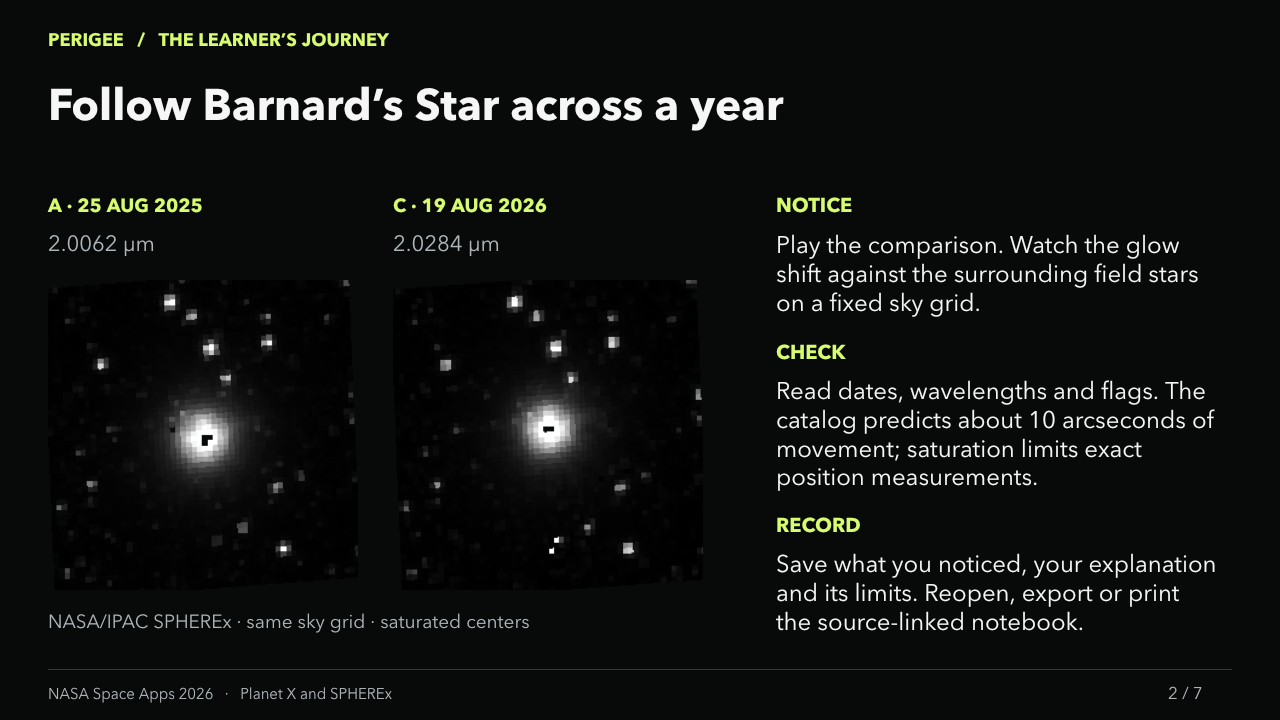 PERIGEE / THE LEARNER’S JOURNEY
Follow Barnard’s Star across a year
A · 25 AUG 2025
2.0062 µm
C · 19 AUG 2026
2.0284 µm
NASA/IPAC SPHEREx · same sky grid · saturated centers
NOTICE
Play the comparison. Watch the glow
shift against the surrounding field stars
on a fixed sky grid.
CHECK
Read dates, wavelengths and flags. The
catalog predicts about 10 arcseconds of
movement; saturation limits exact
position measurements.
RECORD
Save what you noticed, your explanation
and its limits. Reopen, export or print
the source-linked notebook.
NASA Space Apps 2026 · Planet X and SPHEREx
2 / 7